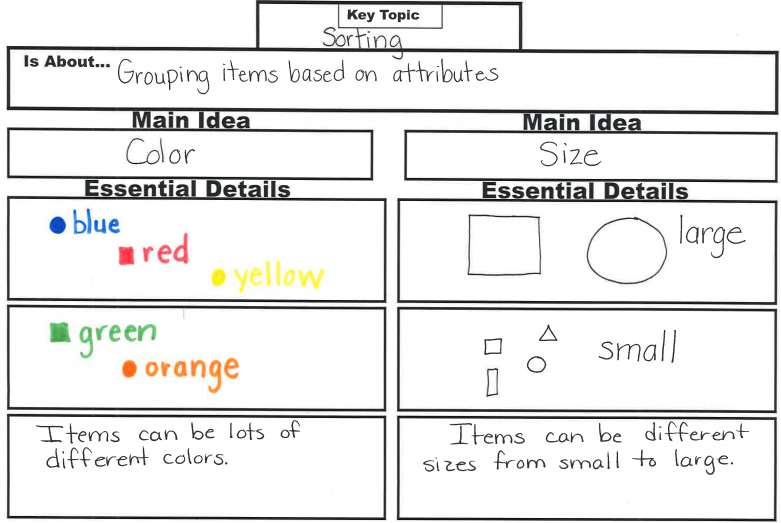 Key Topic
Sorting
Is About... Grouping items based on attributes
Main Idea
Color
Essential Details
blue
red
yellow
green
orange
Items can be lots of
different colors.
Main Idea
Size
Essential Details
large
small
Items can be different
sizes from small to large.